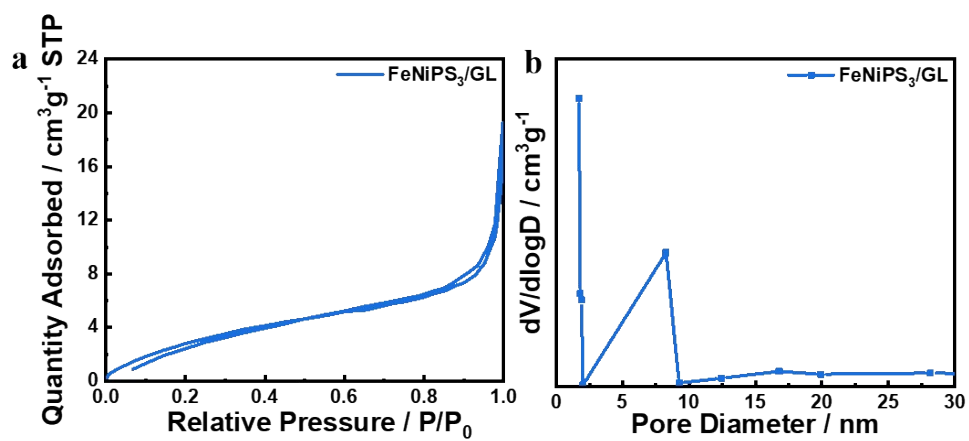 a
Quantity Adsorbed / cm³g⁻¹ STP
24
20
16
12
8
4
0
FeNiPS₃/GL
0.0 0.2 0.4 0.6 0.8 1.0
Relative Pressure / P/P₀
b
dV/dlogD / cm³g⁻¹
FeNiPS₃/GL
0 5 10 15 20 25 30
Pore Diameter / nm